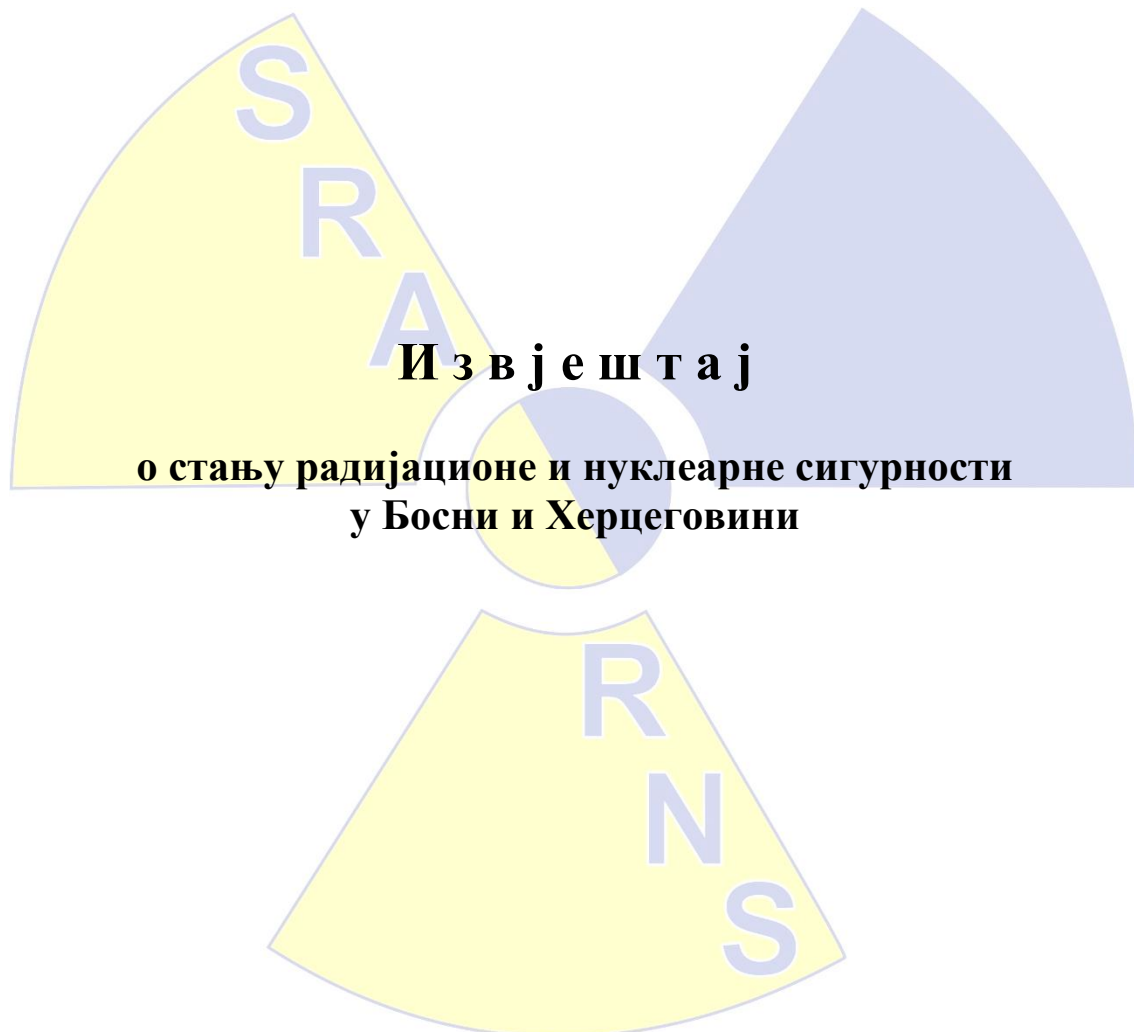 S
R
A
И з в ј е ш т а ј
о стању радијационе и нуклеарне сигурности
у Босни и Херцеговини
R
N
S